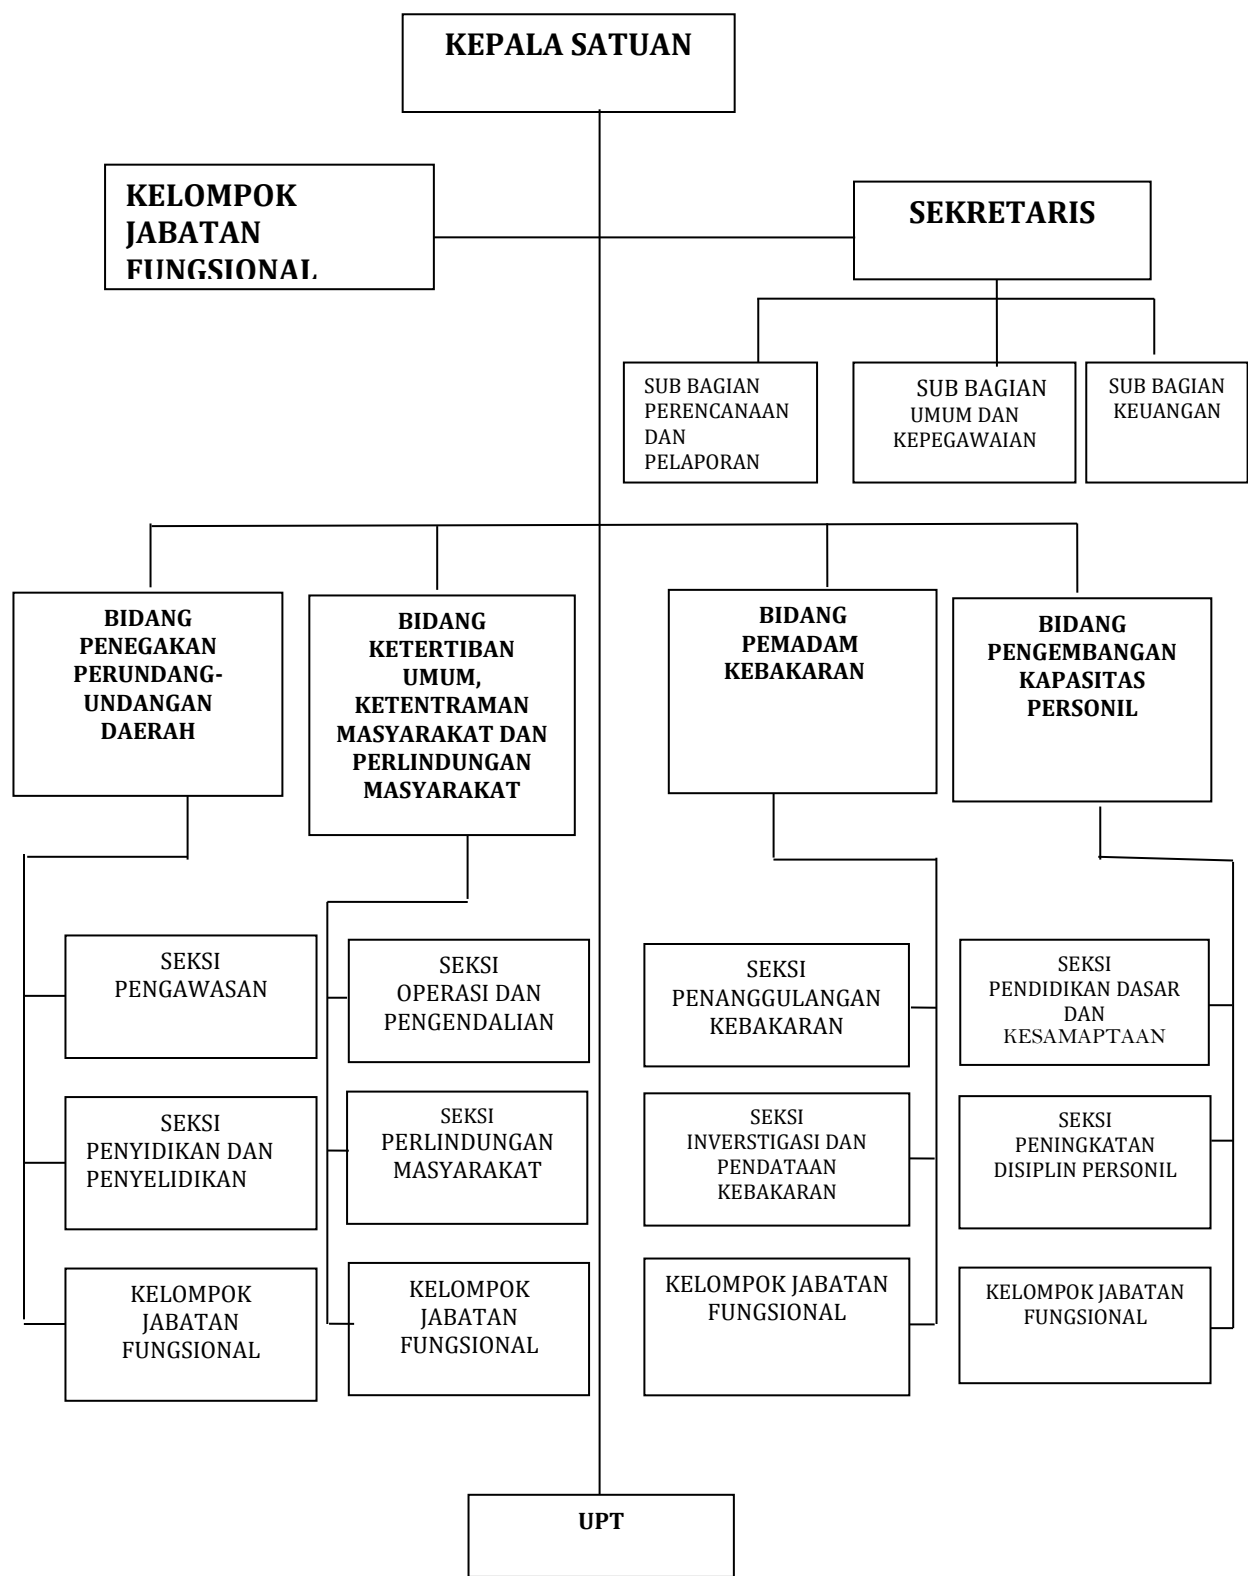 KEPALA SATUAN
KELOMPOK
JABATAN
FUNGSIONAL
SEKRETARIS
SUB BAGIAN
PERENCANAAN
DAN
PELAPORAN
SUB BAGIAN
UMUM DAN
KEPEGAWAIAN
SUB BAGIAN
KEUANGAN
BIDANG
PENEGAKAN
PERUNDANG-
UNDANGAN
DAERAH
BIDANG
KETERTIBAN
UMUM,
KETENTRAMAN
MASYARAKAT DAN
PERLINDUNGAN
MASYARAKAT
BIDANG
PEMADAM
KEBAKARAN
BIDANG
PENGEMBANGAN
KAPASITAS
PERSONIL
SEKSI
PENGAWASAN
SEKSI
OPERASI DAN
PENGENDALIAN
SEKSI
PENANGGULANGAN
KEBAKARAN
SEKSI
PENDIDIKAN DASAR
DAN
KESAMAPTAAN
SEKSI
PENYIDIKAN DAN
PENYELIDIKAN
SEKSI
PERLINDUNGAN
MASYARAKAT
SEKSI
INVERSTIGASI DAN
PENDATAAN
KEBAKARAN
SEKSI
PENINGKATAN
DISIPLIN PERSONIL
KELOMPOK
JABATAN
FUNGSIONAL
KELOMPOK
JABATAN
FUNGSIONAL
KELOMPOK JABATAN
FUNGSIONAL
KELOMPOK JABATAN
FUNGSIONAL
UPT